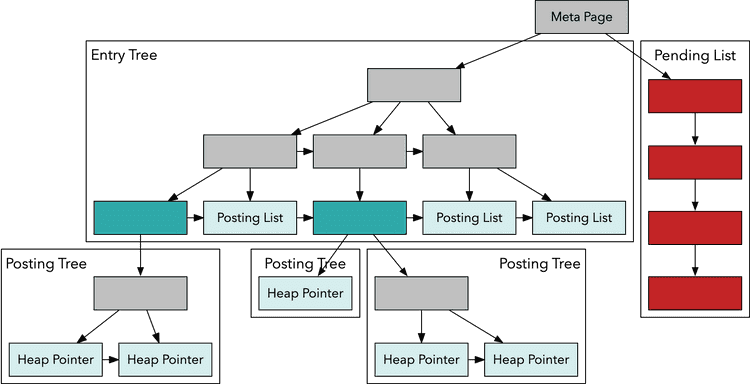 Meta Page
Entry Tree
Pending List
Posting List
Posting List
Posting List
Posting Tree
Posting Tree
Posting Tree
Heap Pointer
Heap Pointer
Heap Pointer
Heap Pointer
Heap Pointer